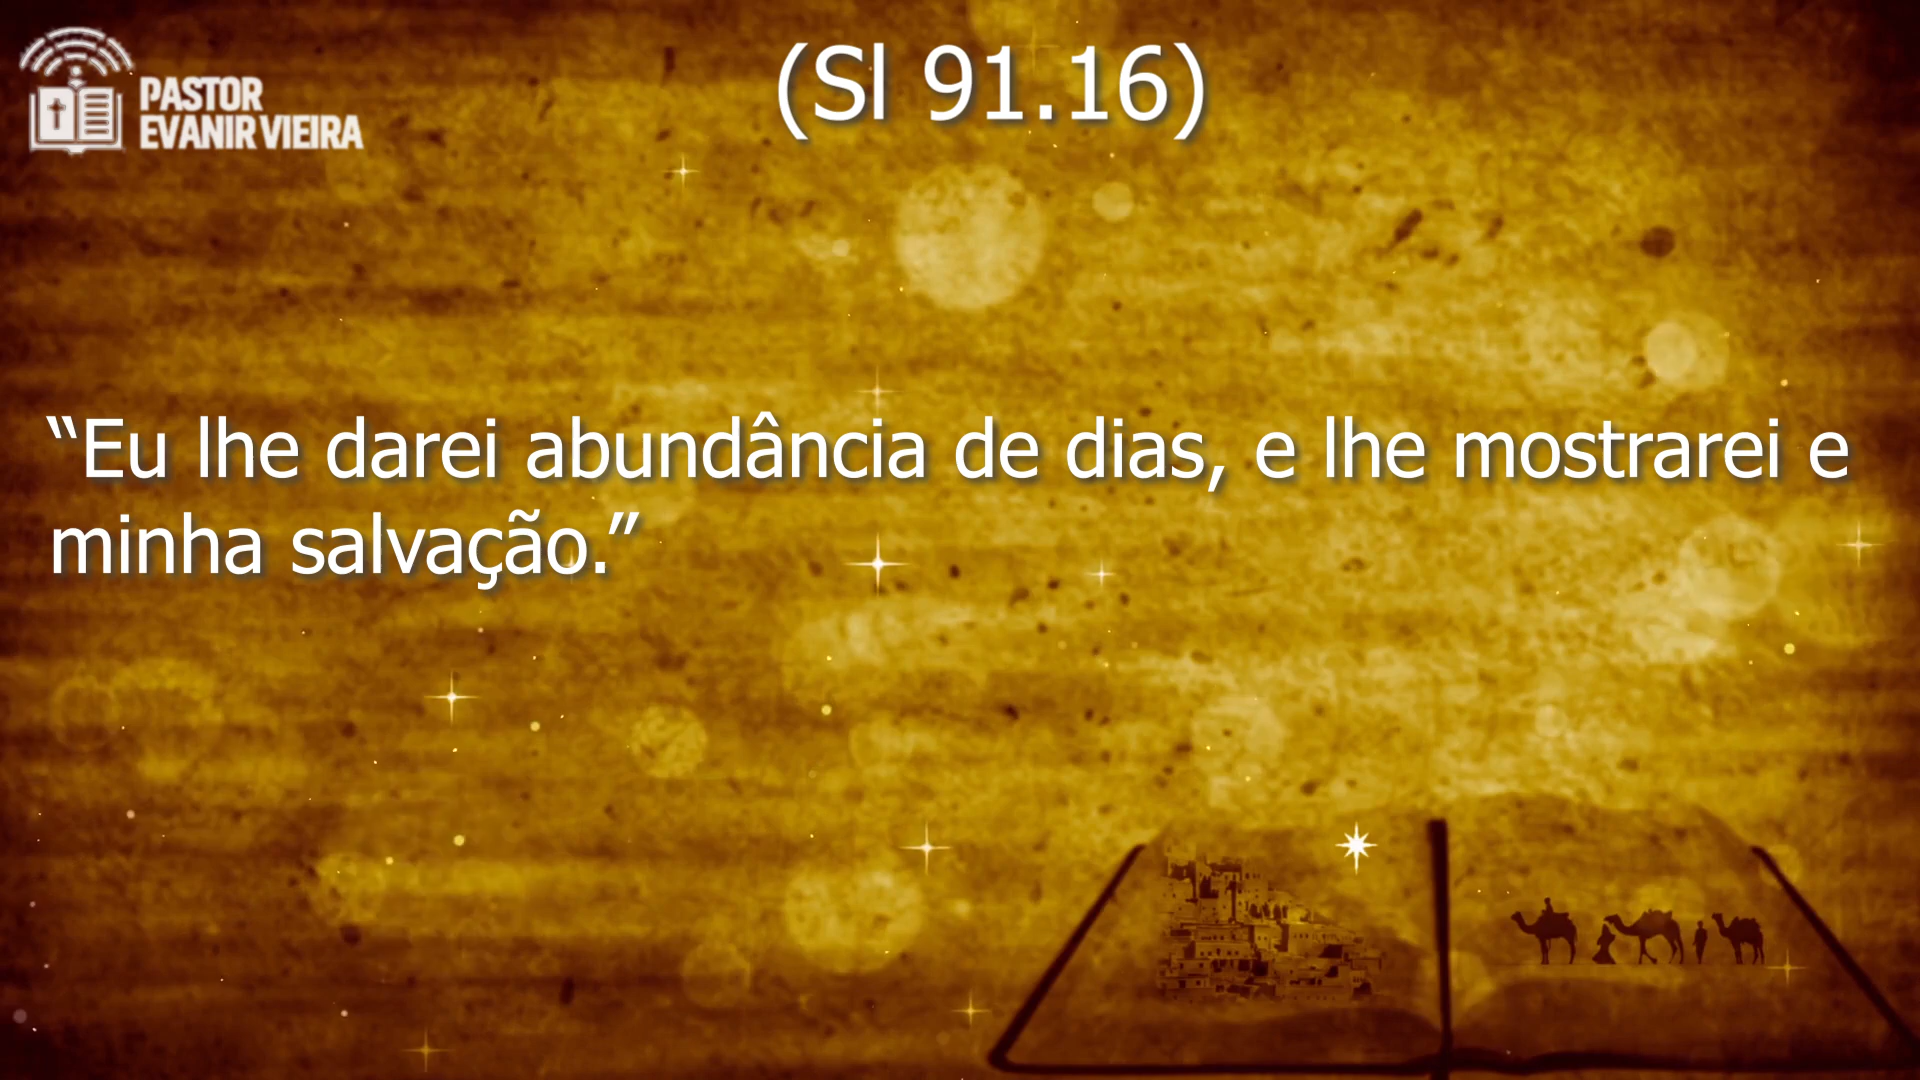 PASTOR
EVANIR VIEIRA
(Sl 91.16)
“Eu lhe darei abundância de dias, e lhe mostrarei e
minha salvação.”